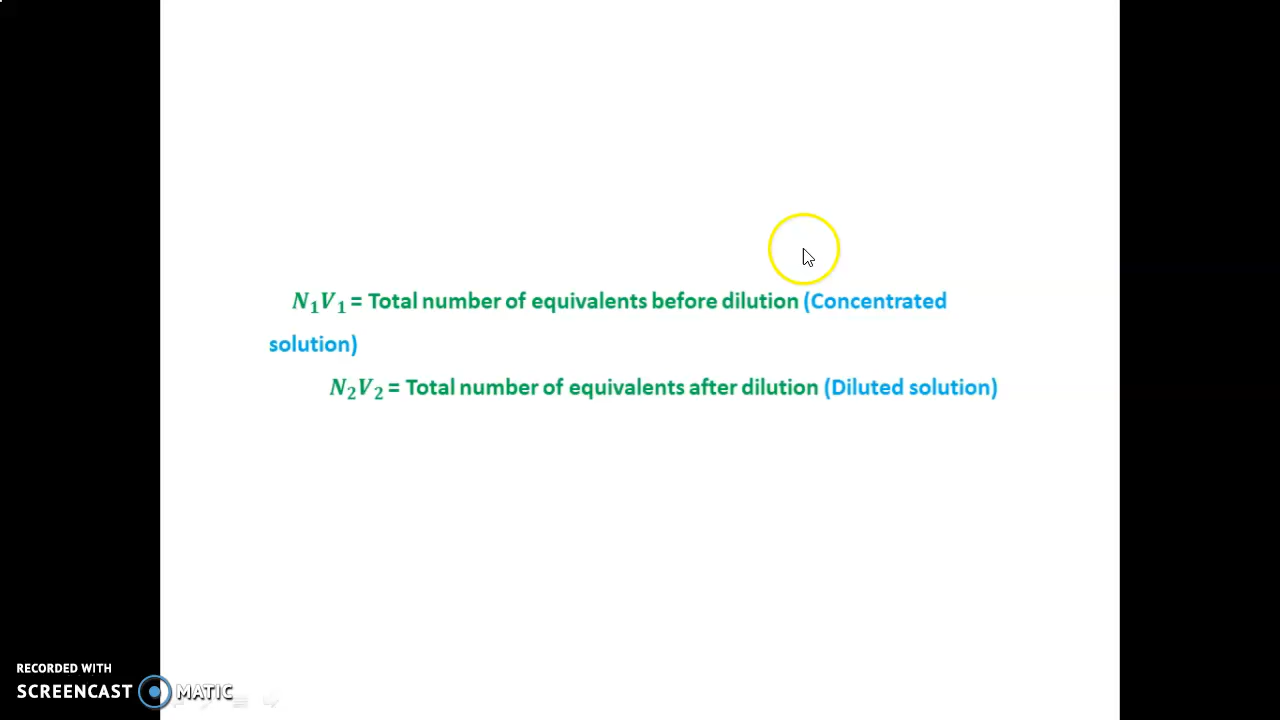 N₁V₁ = Total number of equivalents before dilution (Concentrated
solution)
N₂V₂ = Total number of equivalents after dilution (Diluted solution)
RECORDED WITH
SCREENCAST MATIC